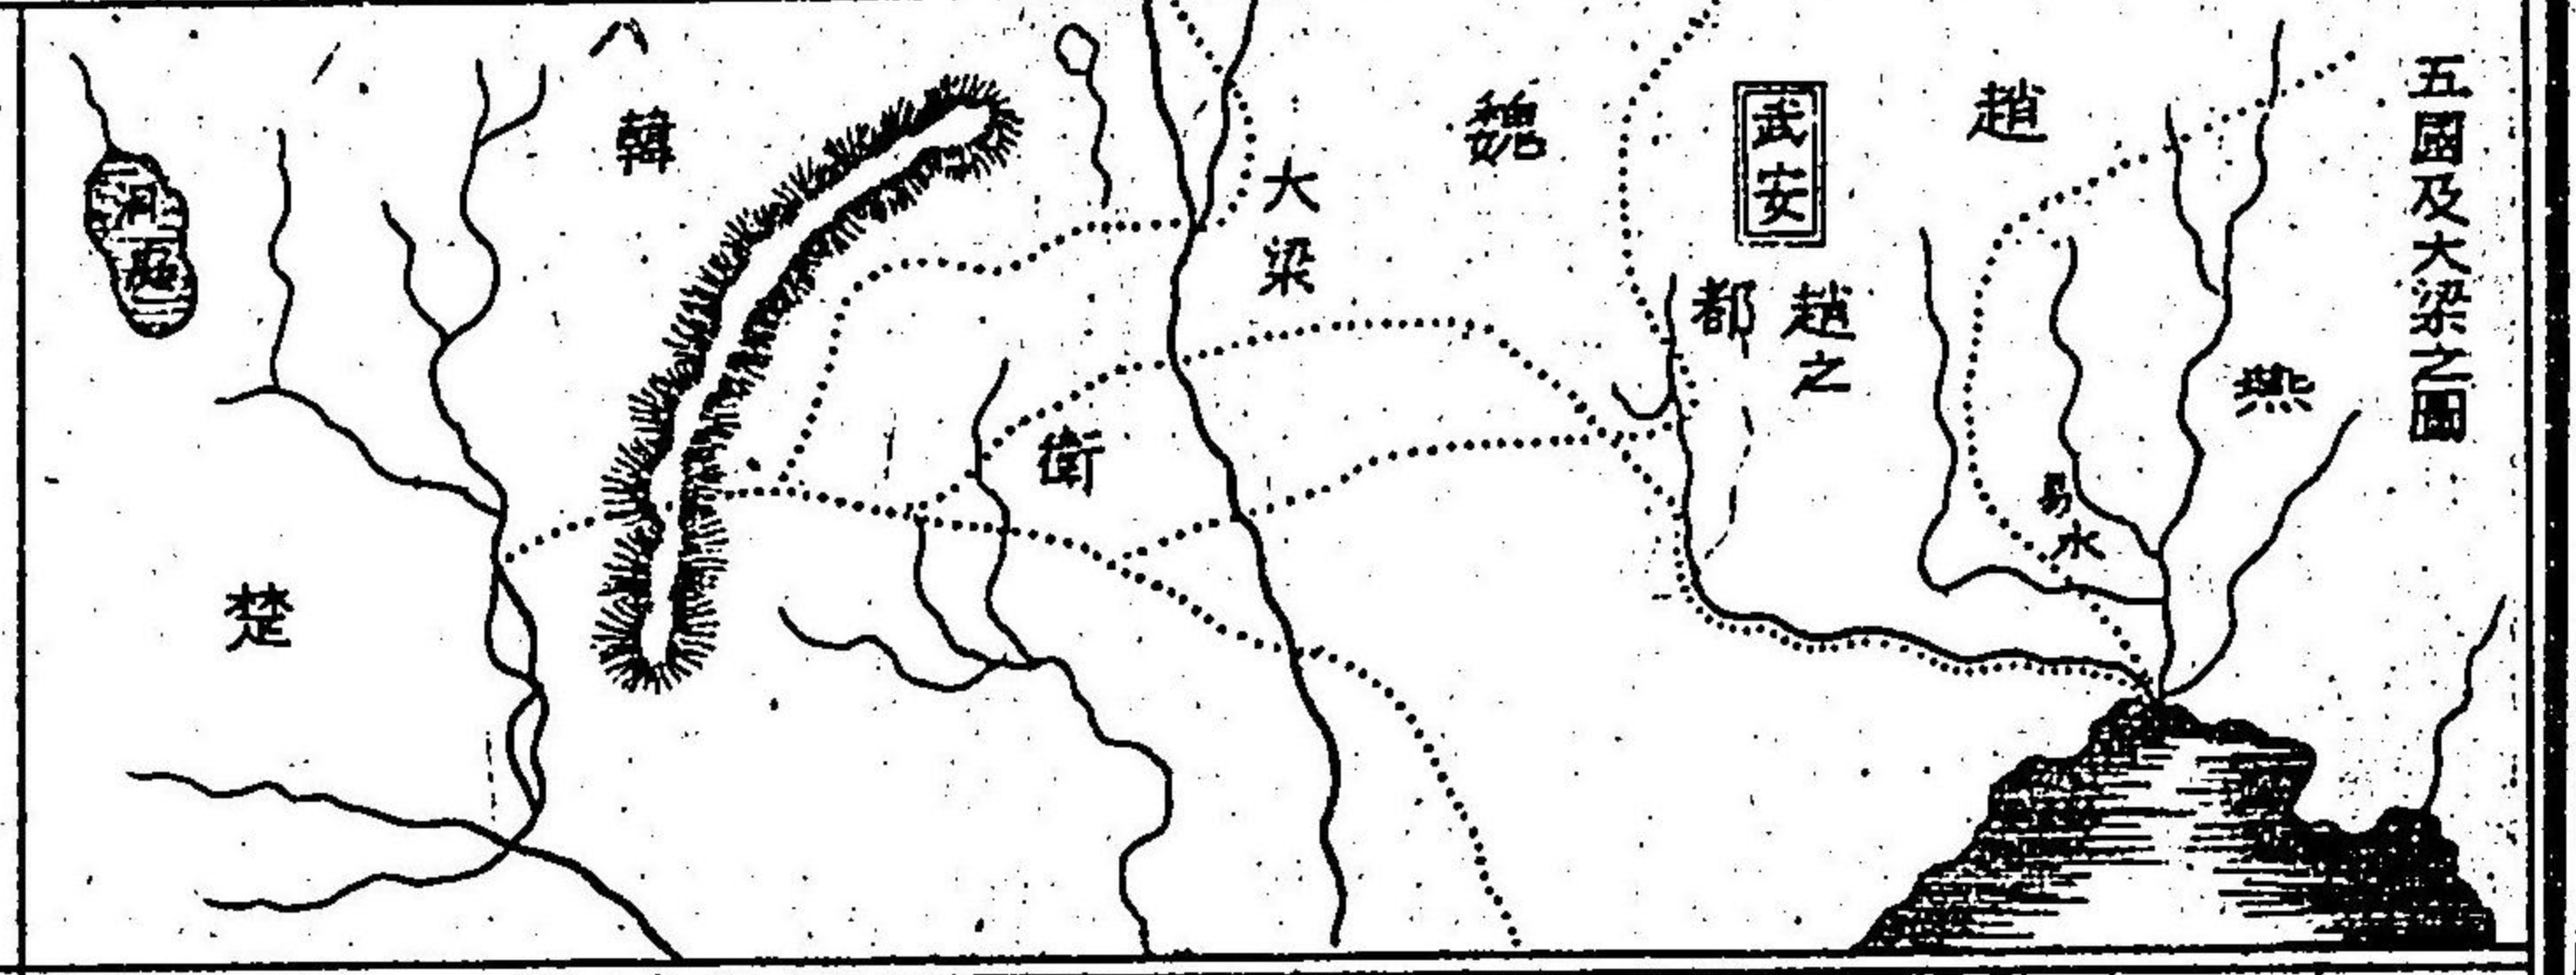 五國及大梁之圖
燕
趙
易水
武安
趙之
都
魏
大梁
衛
韓
楚
洞庭